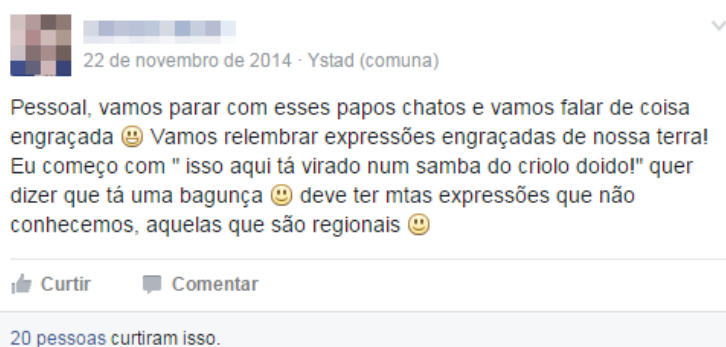 22 de novembro de 2014 · Ystad (comuna)
Pessoal, vamos parar com esses papos chatos e vamos falar de coisa
engraçada 😃 Vamos relembrar expressões engraçadas de nossa terra!
Eu começo com " isso aqui tá virado num samba do criolo doido!" quer
dizer que tá uma bagunça 🙂 deve ter mtas expressões que não
conhecemos, aquelas que são regionais 🙂
Curtir Comentar
20 pessoas curtiram isso.